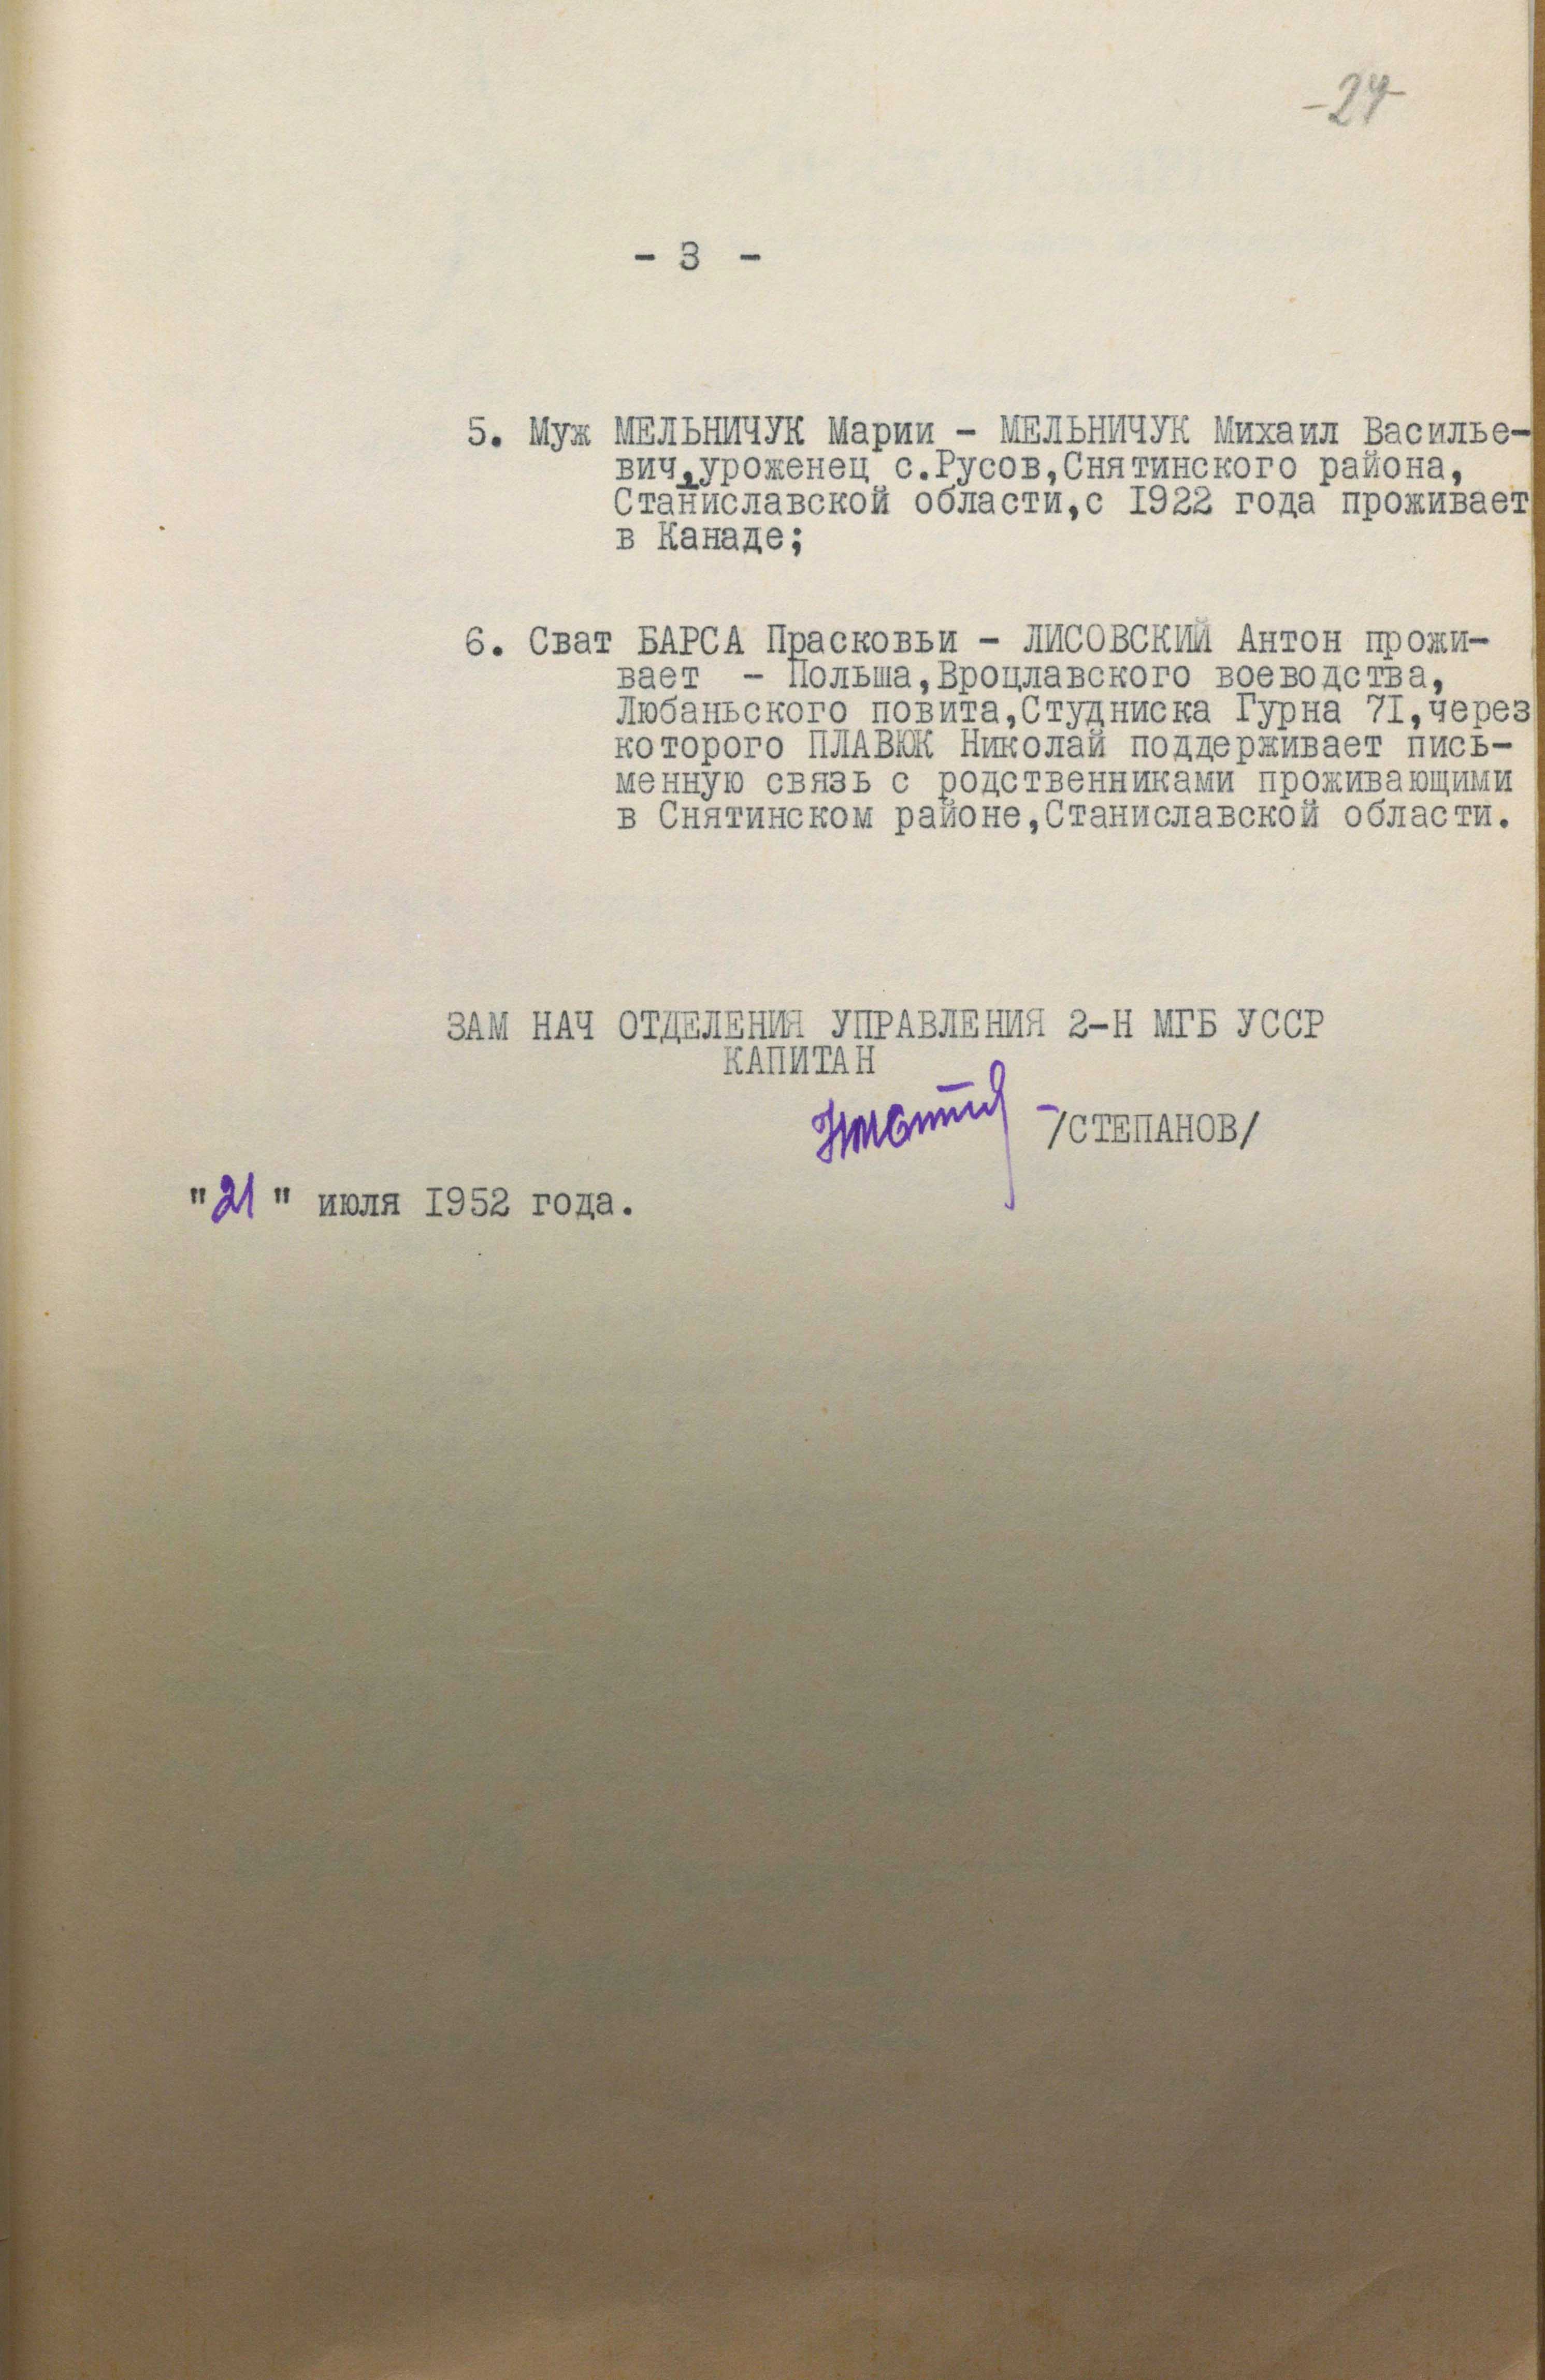 -24-
- 3 -
5. Муж МЕЛЬНИЧУК Марии - МЕЛЬНИЧУК Михаил Василье-
вич,уроженец с.Русов,Снятинского района,
Станиславской области,с I922 года проживает
в Канаде;
6. Сват БАРСА Прасковьи - ЛИСОВСКИЙ Антон прожи-
вает - Польша,Вроцлавского воеводства,
Любаньского повита,Студниска Гурна 7I,через
которого ПЛАВЮК Николай поддерживает пись-
менную связь с родственниками проживающими
в Снятинском районе,Станиславской области.
ЗАМ НАЧ ОТДЕЛЕНИЯ УПРАВЛЕНИЯ 2-Н МГБ УССР
КАПИТАН
/СТЕПАНОВ/
"21" июля I952 года.